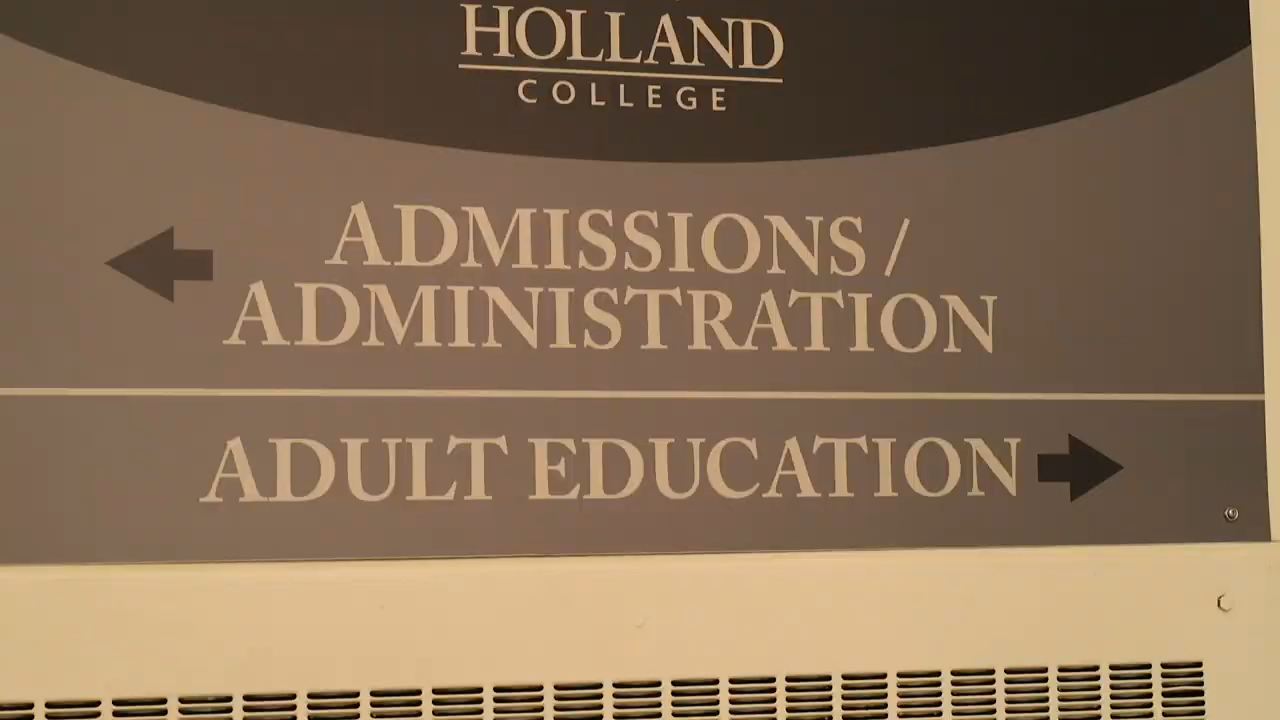 HOLLAND
COLLEGE
ADMISSIONS /
ADMINISTRATION
ADULT EDUCATION